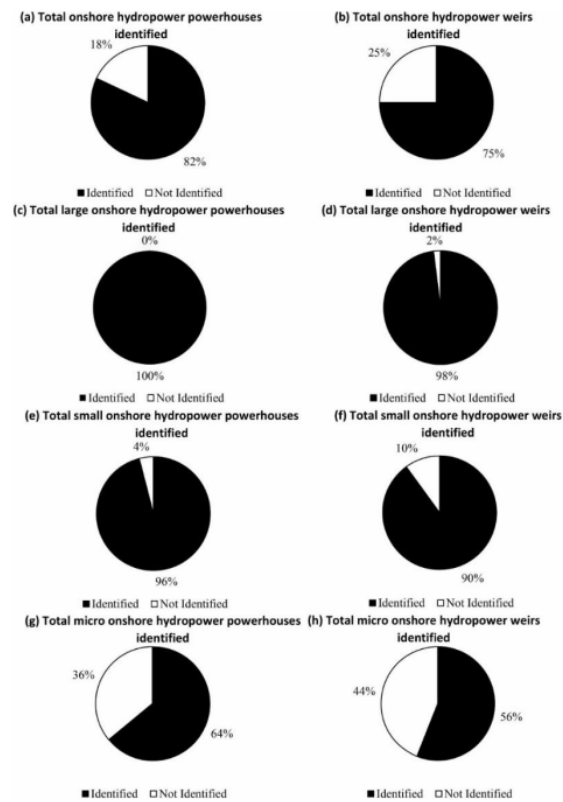 (a) Total onshore hydropower powerhouses
identified
18%
82%
Identified Not Identified
(b) Total onshore hydropower weirs
identified
25%
75%
Identified Not Identified
(c) Total large onshore hydropower powerhouses
identified
0%
100%
Identified Not Identified
(d) Total large onshore hydropower weirs
identified
2%
98%
Identified Not Identified
(e) Total small onshore hydropower powerhouses
identified
4%
96%
Identified Not Identified
(f) Total small onshore hydropower weirs
identified
10%
90%
Identified Not Identified
(g) Total micro onshore hydropower powerhouses
identified
36%
64%
Identified Not Identified
(h) Total micro onshore hydropower weirs
identified
44%
56%
Identified Not Identified